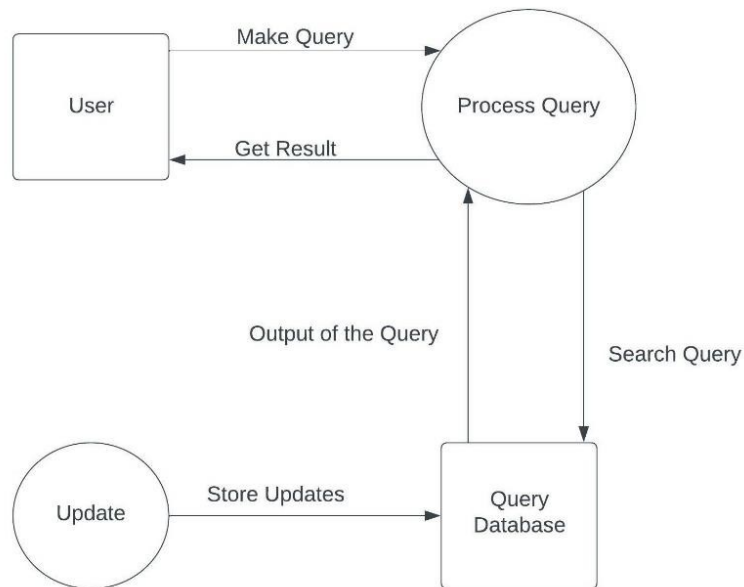 Make Query
User
Process Query
Get Result
Output of the Query
Search Query
Store Updates
Update
Query
Database